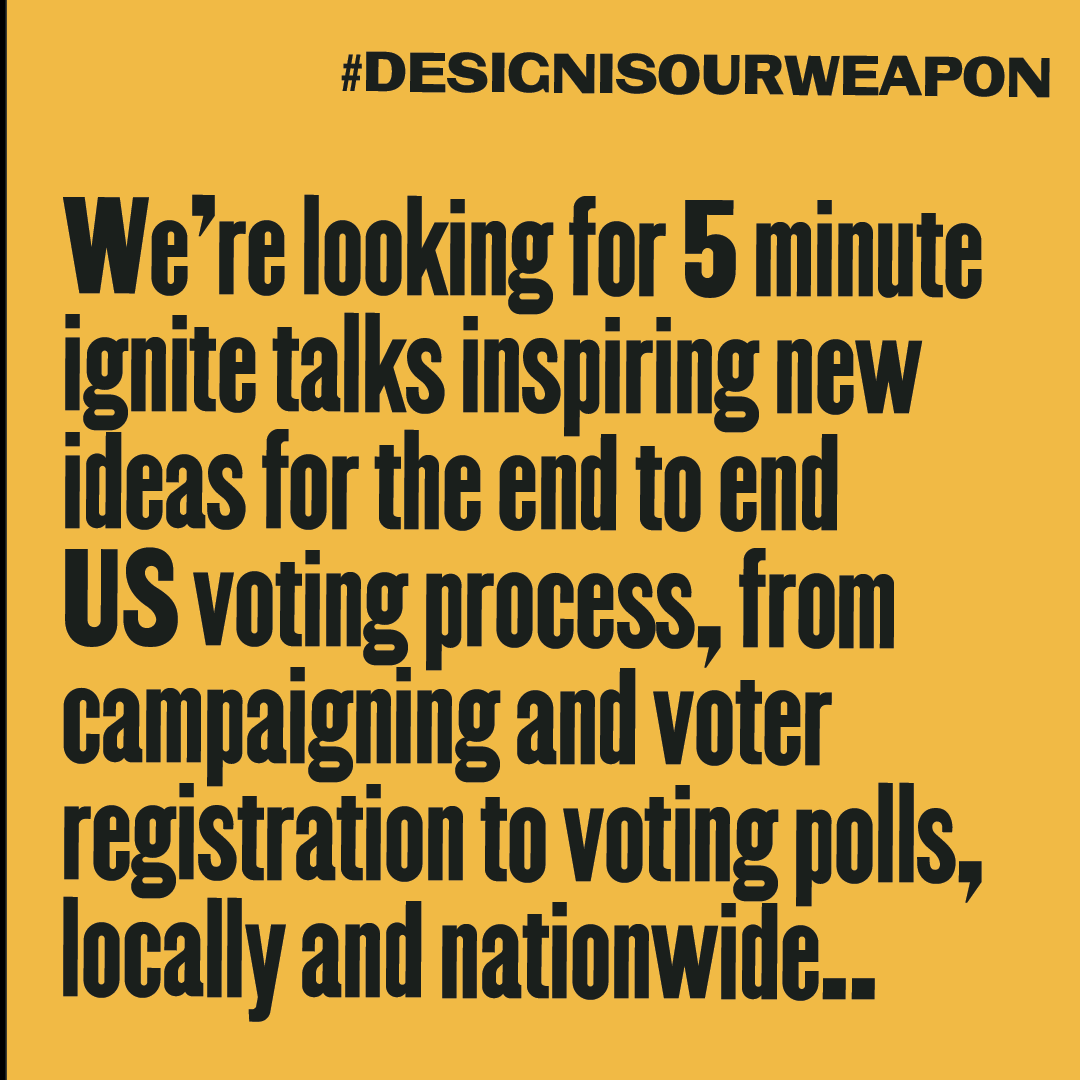 #DESIGNISOURWEAPON
We’re looking for 5 minute
ignite talks inspiring new
ideas for the end to end
US voting process, from
campaigning and voter
registration to voting polls,
locally and nationwide..